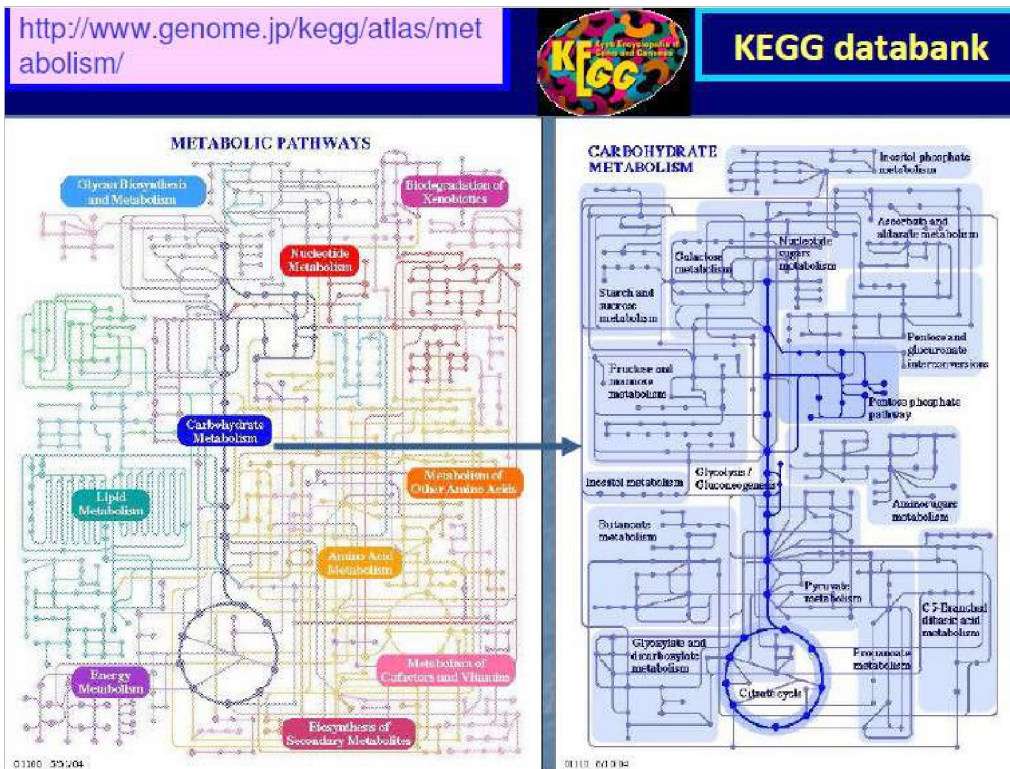 http://www.genome.jp/kegg/atlas/met
abolism/
KEGG
KEGG databank
METABOLIC PATHWAYS
Glycan Biosynthesis
and Metabolism
Biodegradation of
Xenobiotics
Nucleotide
Metabolism
Carbohydrate
Metabolism
Lipid
Metabolism
Metabolism of
Other Amino Acids
Amino Acid
Metabolism
Energy
Metabolism
Metabolism of
Cofactors and Vitamins
Biosynthesis of
Secondary Metabolites
CARBOHYDRATE
METABOLISM
Inositol phosphate
metabolism
Ascorbate and
aldarate metabolism
Nucleotide
sugars
metabolism
Galactose
metabolism
Starch and
sucrose
metabolism
Pentose and
glucuronate
interconversions
Fructose and
mannose
metabolism
Pentose phosphate
pathway
Glycolysis /
Gluconeogenesis
Inositol metabolism
Aminosugars
metabolism
Butanoate
metabolism
Pyruvate
metabolism
C5-Branched
dibasic acid
metabolism
Glyoxylate and
dicarboxylate
metabolism
Propanoate
metabolism
Citrate cycle